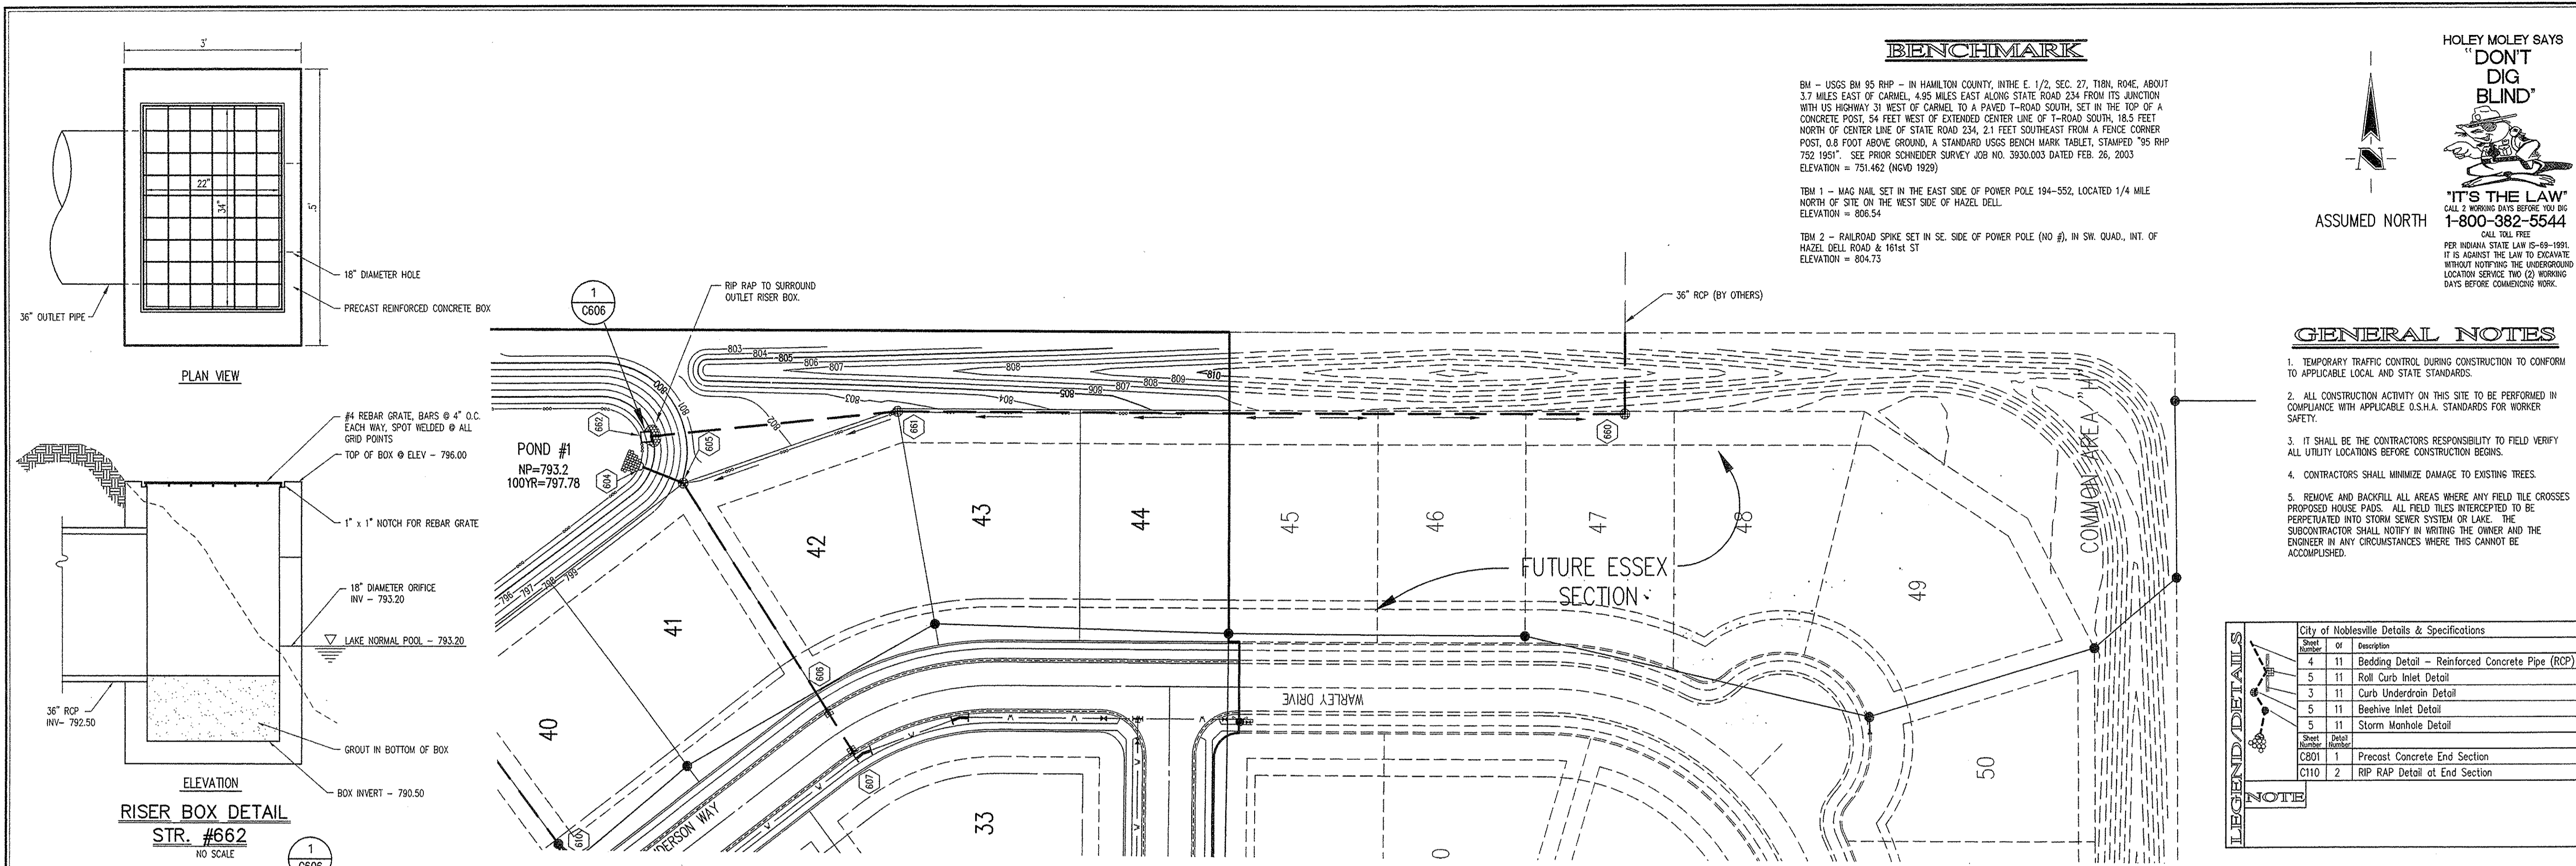 3'
22"
34"
5'
18" DIAMETER HOLE
PRECAST REINFORCED CONCRETE BOX
36" OUTLET PIPE
PLAN VIEW
#4 REBAR GRATE, BARS @ 4" O.C.
EACH WAY, SPOT WELDED @ ALL
GRID POINTS
TOP OF BOX @ ELEV - 796.00
1" x 1" NOTCH FOR REBAR GRATE
18" DIAMETER ORIFICE
INV - 793.20
LAKE NORMAL POOL - 793.20
36" RCP
INV- 792.50
GROUT IN BOTTOM OF BOX
ELEVATION
BOX INVERT - 790.50
RISER BOX DETAIL
STR. #662
NO SCALE
1
C606
1
C606
RIP RAP TO SURROUND
OUTLET RISER BOX.
36" RCP (BY OTHERS)
803
804
805
806
807
808
810
809
808
807
806
805
804
803
802
801
800
662
605
661
660
POND #1
NP=793.2
100YR=797.78
604
796
797
798
799
40
41
42
43
44
45
46
47
48
49
50
33
FUTURE ESSEX
SECTION
COMMON AREA
WARLEY DRIVE
606
607
610
DERSON WAY
BENCHMARK
BM - USGS BM 95 RHP - IN HAMILTON COUNTY, INTHE E. 1/2, SEC. 27, T18N, R04E, ABOUT
3.7 MILES EAST OF CARMEL, 4.95 MILES EAST ALONG STATE ROAD 234 FROM ITS JUNCTION
WITH US HIGHWAY 31 WEST OF CARMEL TO A PAVED T-ROAD SOUTH, SET IN THE TOP OF A
CONCRETE POST, 54 FEET WEST OF EXTENDED CENTER LINE OF T-ROAD SOUTH, 18.5 FEET
NORTH OF CENTER LINE OF STATE ROAD 234, 2.1 FEET SOUTHEAST FROM A FENCE CORNER
POST, 0.8 FOOT ABOVE GROUND, A STANDARD USGS BENCH MARK TABLET, STAMPED "95 RHP
752 1951". SEE PRIOR SCHNEIDER SURVEY JOB NO. 3930.003 DATED FEB. 26, 2003
ELEVATION = 751.462 (NGVD 1929)
TBM 1 - MAG NAIL SET IN THE EAST SIDE OF POWER POLE 194-552, LOCATED 1/4 MILE
NORTH OF SITE ON THE WEST SIDE OF HAZEL DELL.
ELEVATION = 806.54
TBM 2 - RAILROAD SPIKE SET IN SE. SIDE OF POWER POLE (NO #), IN SW. QUAD., INT. OF
HAZEL DELL ROAD & 161st ST
ELEVATION = 804.73
N
ASSUMED NORTH
HOLEY MOLEY SAYS
"DON'T
DIG
BLIND"
"IT'S THE LAW"
CALL 2 WORKING DAYS BEFORE YOU DIG
1-800-382-5544
CALL TOLL FREE
PER INDIANA STATE LAW IS-69-1991.
IT IS AGAINST THE LAW TO EXCAVATE
WITHOUT NOTIFYING THE UNDERGROUND
LOCATION SERVICE TWO (2) WORKING
DAYS BEFORE COMMENCING WORK.
GENERAL NOTES
1. TEMPORARY TRAFFIC CONTROL DURING CONSTRUCTION TO CONFORM
TO APPLICABLE LOCAL AND STATE STANDARDS.
2. ALL CONSTRUCTION ACTIVITY ON THIS SITE TO BE PERFORMED IN
COMPLIANCE WITH APPLICABLE O.S.H.A. STANDARDS FOR WORKER
SAFETY.
3. IT SHALL BE THE CONTRACTORS RESPONSIBILITY TO FIELD VERIFY
ALL UTILITY LOCATIONS BEFORE CONSTRUCTION BEGINS.
4. CONTRACTORS SHALL MINIMIZE DAMAGE TO EXISTING TREES.
5. REMOVE AND BACKFILL ALL AREAS WHERE ANY FIELD TILE CROSSES
PROPOSED HOUSE PADS. ALL FIELD TILES INTERCEPTED TO BE
PERPETUATED INTO STORM SEWER SYSTEM OR LAKE. THE
SUBCONTRACTOR SHALL NOTIFY IN WRITING THE OWNER AND THE
ENGINEER IN ANY CIRCUMSTANCES WHERE THIS CANNOT BE
ACCOMPLISHED.
LEGEND/DETAILS
City of Noblesville Details & Specifications
Sheet Number Of Description
4 11 Bedding Detail - Reinforced Concrete Pipe (RCP)
5 11 Roll Curb Inlet Detail
3 11 Curb Underdrain Detail
5 11 Beehive Inlet Detail
5 11 Storm Manhole Detail
Sheet Number Detail Number
C801 1 Precast Concrete End Section
C110 2 RIP RAP Detail at End Section
NOTE